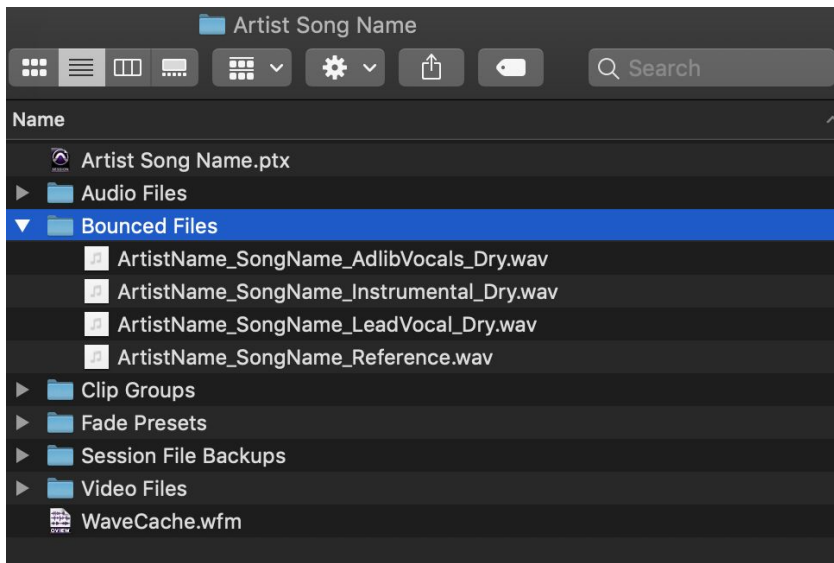 Artist Song Name
Search
Name
Artist Song Name.ptx
Audio Files
Bounced Files
ArtistName_SongName_AdlibVocals_Dry.wav
ArtistName_SongName_Instrumental_Dry.wav
ArtistName_SongName_LeadVocal_Dry.wav
ArtistName_SongName_Reference.wav
Clip Groups
Fade Presets
Session File Backups
Video Files
WaveCache.wfm